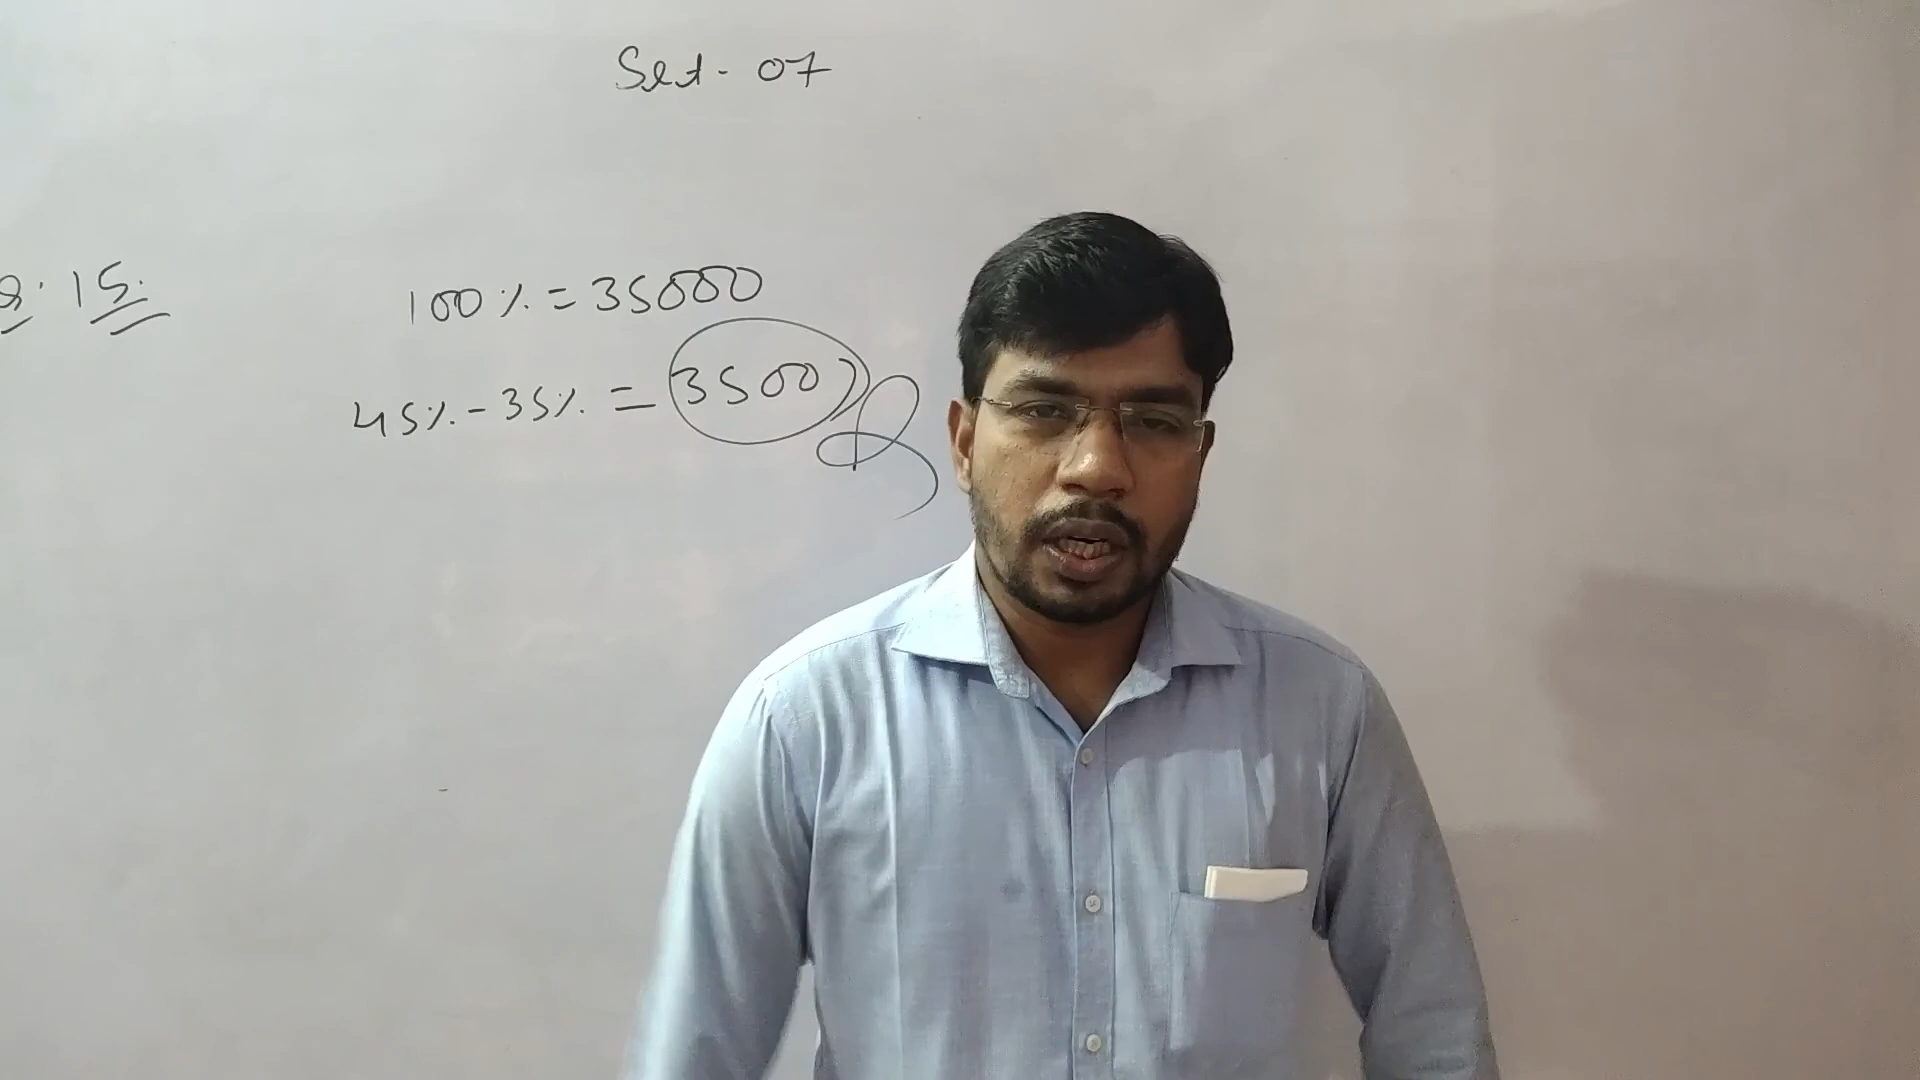 Set- 07
Q. 15.
100% = 35000
45% - 35% = 3500